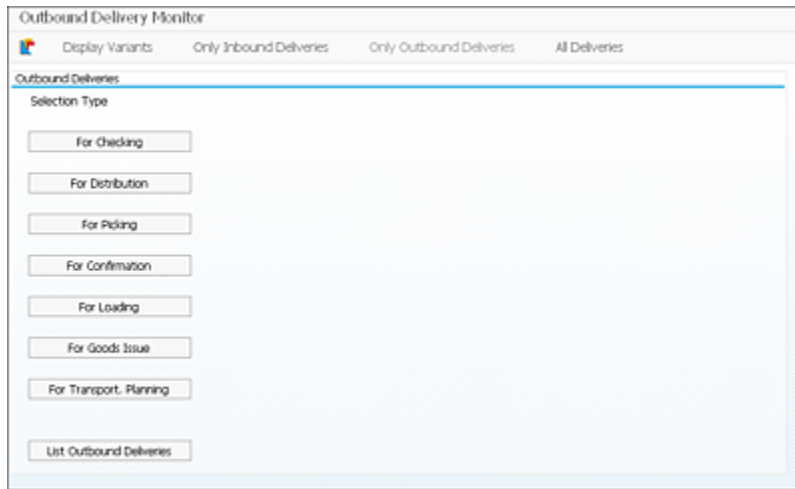 Outbound Delivery Monitor
Display Variants Only Inbound Deliveries Only Outbound Deliveries All Deliveries
Outbound Deliveries
Selection Type
For Checking
For Distribution
For Picking
For Confirmation
For Loading
For Goods Issue
For Transport. Planning
List Outbound Deliveries